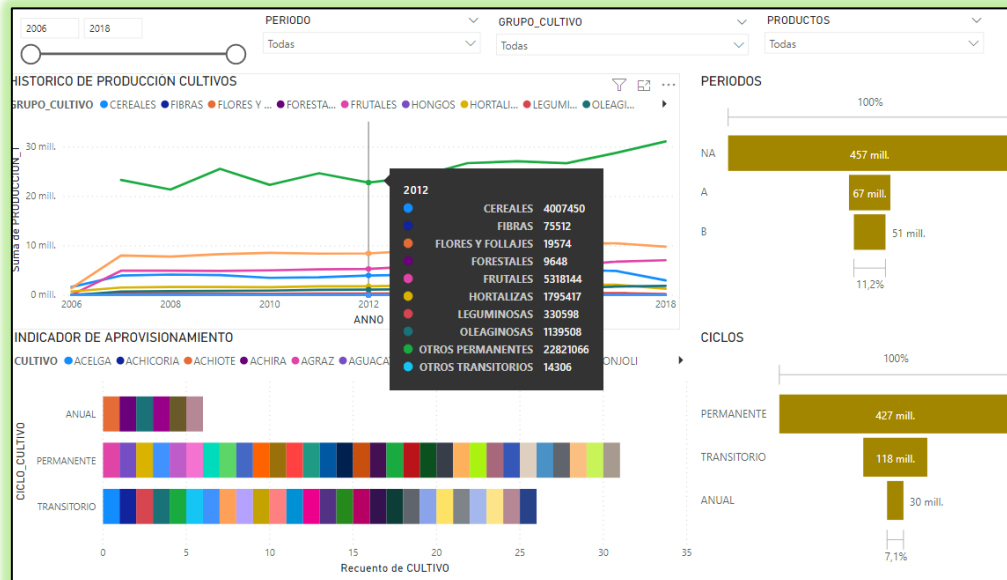 2006 2018
PERIODO
Todas
GRUPO_CULTIVO
Todas
PRODUCTOS
Todas
HISTORICO DE PRODUCCIÓN CULTIVOS
GRUPO_CULTIVO CEREALES FIBRAS FLORES Y ... FORESTA... FRUTALES HONGOS HORTALI... LEGUMI... OLEAGI...
Suma de PRODUCCION_T
30 mill.
20 mill.
10 mill.
0 mill.
2006 2008 2010 2012 2018
ANNO
2012
CEREALES 4007450
FIBRAS 75512
FLORES Y FOLLAJES 19574
FORESTALES 9648
FRUTALES 5318144
HORTALIZAS 1795417
LEGUMINOSAS 330598
OLEAGINOSAS 1139508
OTROS PERMANENTES 22821066
OTROS TRANSITORIOS 14306
PERIODOS
100%
NA 457 mill.
A 67 mill.
B 51 mill.
11,2%
INDICADOR DE APROVISIONAMIENTO
CULTIVO ACELGA ACHICORIA ACHIOTE ACHIRA AGRAZ AGUACA ONJOLI
CICLO_CULTIVO
ANUAL
PERMANENTE
TRANSITORIO
0 5 10 15 20 25 30 35
Recuento de CULTIVO
CICLOS
100%
PERMANENTE 427 mill.
TRANSITORIO 118 mill.
ANUAL 30 mill.
7,1%